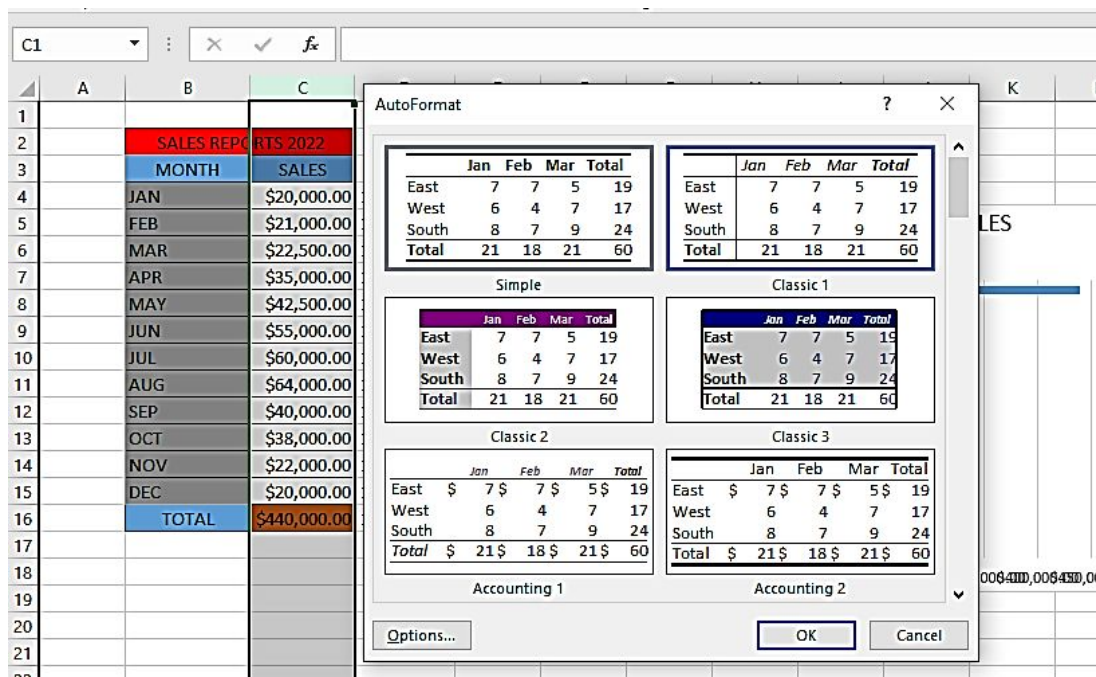 C1 fx
A B C K
AutoFormat ?
1
2 SALES REPORTS 2022
3 MONTH SALES
4 JAN $20,000.00
5 FEB $21,000.00
6 MAR $22,500.00
7 APR $35,000.00
8 MAY $42,500.00
9 JUN $55,000.00
10 JUL $60,000.00
11 AUG $64,000.00
12 SEP $40,000.00
13 OCT $38,000.00
14 NOV $22,000.00
15 DEC $20,000.00
16 TOTAL $440,000.00
17
18
19
20
21
Jan Feb Mar Total
East 7 7 5 19
West 6 4 7 17
South 8 7 9 24
Total 21 18 21 60
Simple
Jan Feb Mar Total
East 7 7 5 19
West 6 4 7 17
South 8 7 9 24
Total 21 18 21 60
Classic 1
Jan Feb Mar Total
East 7 7 5 19
West 6 4 7 17
South 8 7 9 24
Total 21 18 21 60
Classic 2
Jan Feb Mar Total
East 7 7 5 19
West 6 4 7 17
South 8 7 9 24
Total 21 18 21 60
Classic 3
Jan Feb Mar Total
East $ 7 $ 7 $ 5 $ 19
West 6 4 7 17
South 8 7 9 24
Total $ 21 $ 18 $ 21 $ 60
Accounting 1
Jan Feb Mar Total
East $ 7 $ 7 $ 5 $ 19
West 6 4 7 17
South 8 7 9 24
Total $ 21 $ 18 $ 21 $ 60
Accounting 2
Options... OK Cancel
LES